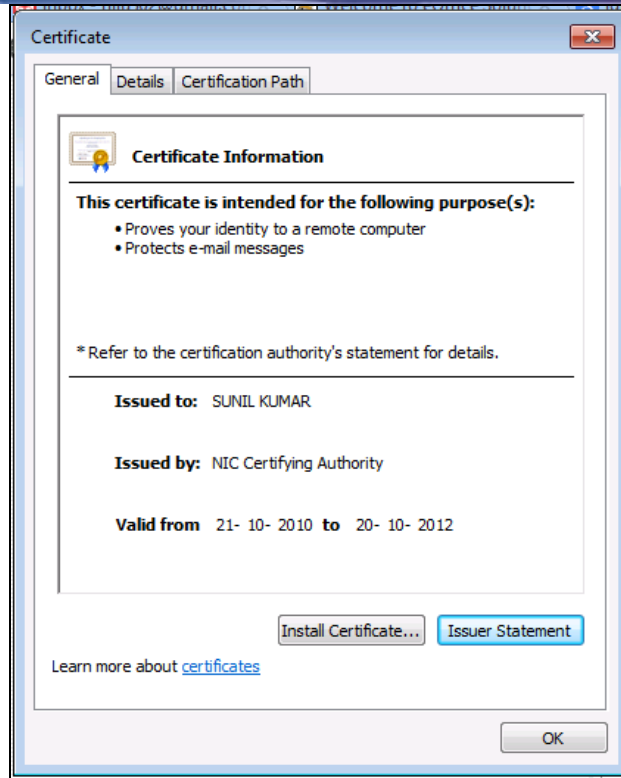 Certificate
General Details Certification Path
Certificate Information
This certificate is intended for the following purpose(s):
• Proves your identity to a remote computer
• Protects e-mail messages
* Refer to the certification authority's statement for details.
Issued to: SUNIL KUMAR
Issued by: NIC Certifying Authority
Valid from 21- 10- 2010 to 20- 10- 2012
Install Certificate... Issuer Statement
Learn more about certificates
OK